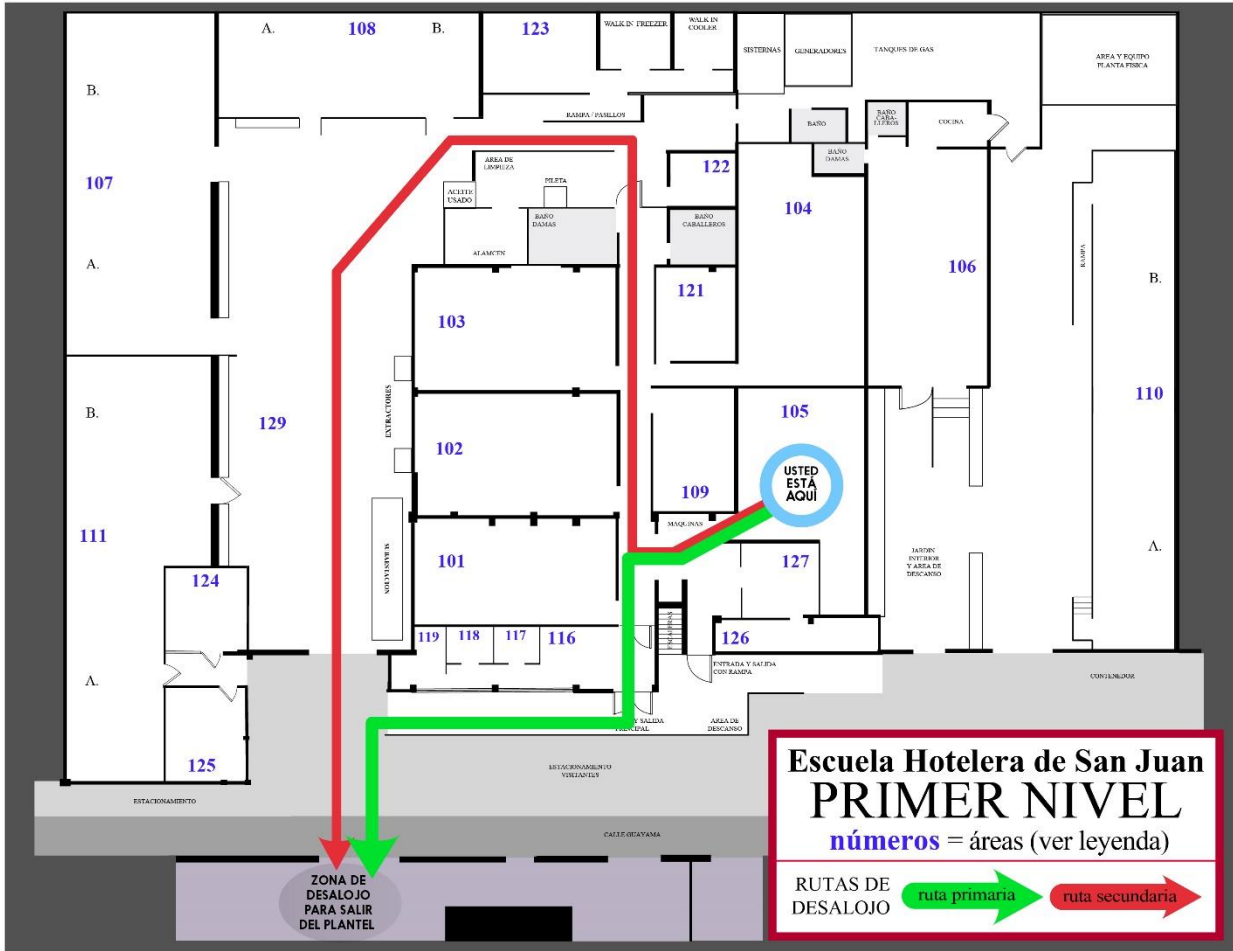 A.
108
B.
123
WALK IN FREEZER
WALK IN
COOLER
SISTERNAS
GENERADORES
TANQUES DE GAS
AREA Y EQUIPO
PLANTA FISICA
B.
RAMPA / PASILLOS
BAÑO
BAÑO
CABA-
LLEROS
COCINA
BAÑO
DAMAS
107
AREA DE
LIMPIEZA
ACEITE
USADO
PILETA
122
104
BAÑO
DAMAS
BAÑO
CABALLEROS
ALAMCEN
A.
106
RAMPA
B.
121
103
EXTRACTORES
110
B.
129
102
105
109
USTED
ESTÁ
AQUÍ
MAQUINAS
111
SUBAESTACION
101
127
JARDIN
INTERIOR
Y AREA DE
DESCANSO
A.
124
119
118
117
116
ESCALERAS
126
A.
ENTRADA Y SALIDA
CON RAMPA
CONTENEDOR
Y SALIDA
PRINCIPAL
AREA DE
DESCANSO
125
ESTACIONAMIENTO
VISITANTES
ESTACIONAMIENTO
CALLE GUAYAMA
ZONA DE
DESALOJO
PARA SALIR
DEL PLANTEL
Escuela Hotelera de San Juan
PRIMER NIVEL
números = áreas (ver leyenda)
RUTAS DE
DESALOJO
ruta primaria
ruta secundaria